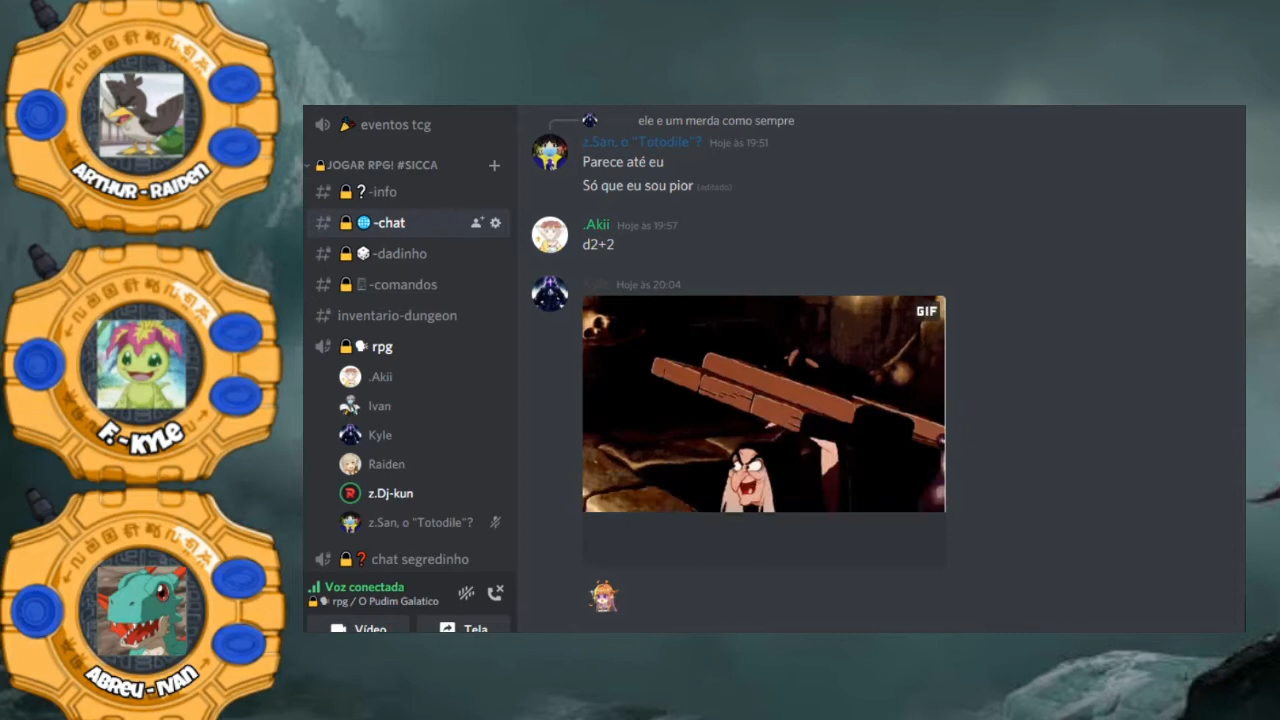 ARTHUR - RAIDEN
F. - KYLE
ABREU - IVAN
eventos tcg
JOGAR RPG! #SICCA
-info
-chat
-dadinho
-comandos
inventario-dungeon
rpg
.Akii
Ivan
Kyle
Raiden
z.Dj-kun
z.San, o "Totodile"?
chat segredinho
Voz conectada
rpg / O Pudim Galatico
Vídeo
Tela
ele e um merda como sempre
z.San, o "Totodile"? Hoje às 19:51
Parece até eu
Só que eu sou pior (editado)
.Akii Hoje às 19:57
d2+2
Kyle Hoje às 20:04
GIF